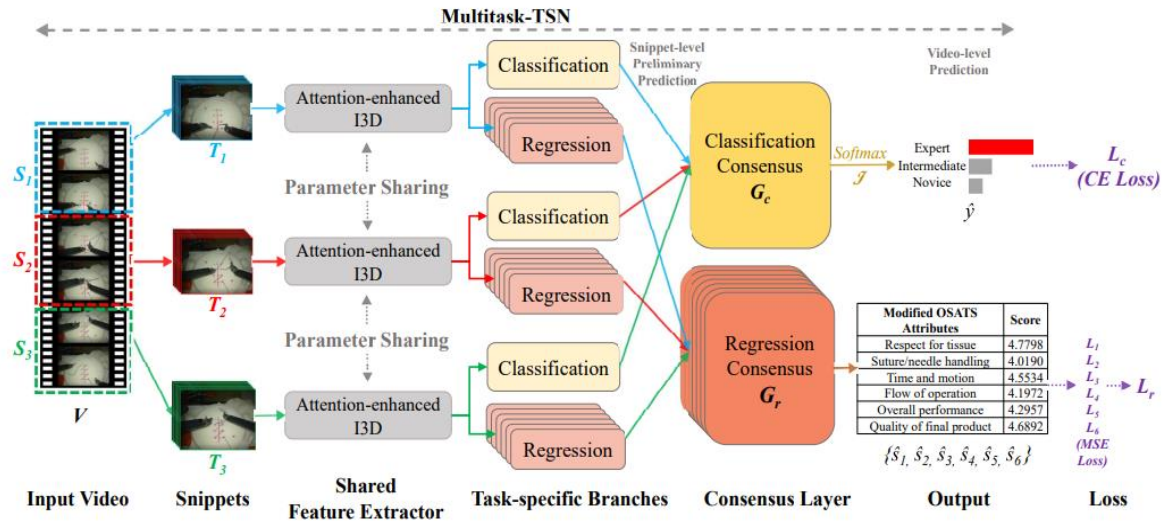 Multitask-TSN
Snippet-level
Preliminary
Prediction
Video-level
Prediction
S1
S2
S3
V
T1
T2
T3
Attention-enhanced
I3D
Parameter Sharing
Attention-enhanced
I3D
Parameter Sharing
Attention-enhanced
I3D
Classification
Regression
Classification
Regression
Classification
Regression
Classification
Consensus
Gc
Regression
Consensus
Gr
Softmax
𝒥
Expert
Intermediate
Novice
ŷ
Lc
(CE Loss)
Modified OSATS
Attributes
Score
Respect for tissue 4.7798
Suture/needle handling 4.0190
Time and motion 4.5534
Flow of operation 4.1972
Overall performance 4.2957
Quality of final product 4.6892
{ŝ1, ŝ2, ŝ3, ŝ4, ŝ5, ŝ6}
L1
L2
L3
L4
L5
L6
(MSE
Loss)
Lr
Input Video
Snippets
Shared
Feature Extractor
Task-specific Branches
Consensus Layer
Output
Loss